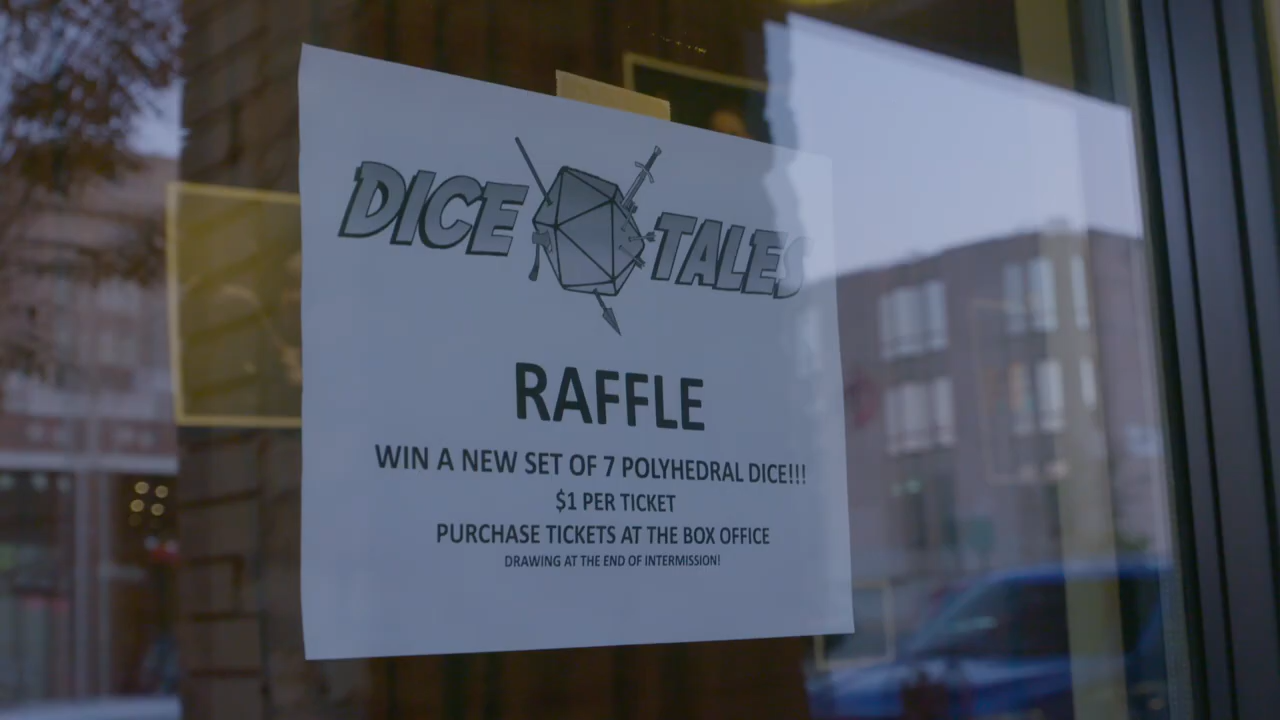 DICE TALES
RAFFLE
WIN A NEW SET OF 7 POLYHEDRAL DICE!!!
$1 PER TICKET
PURCHASE TICKETS AT THE BOX OFFICE
DRAWING AT THE END OF INTERMISSION!